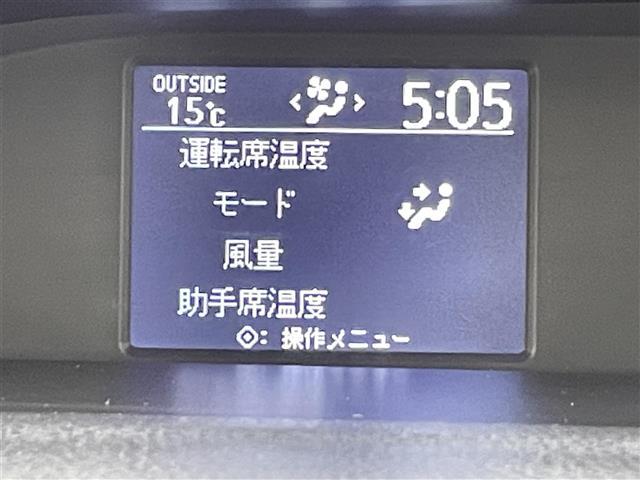 OUTSIDE
15℃
< >
5:05
運転席温度
モード
風量
助手席温度
◇: 操作メニュー